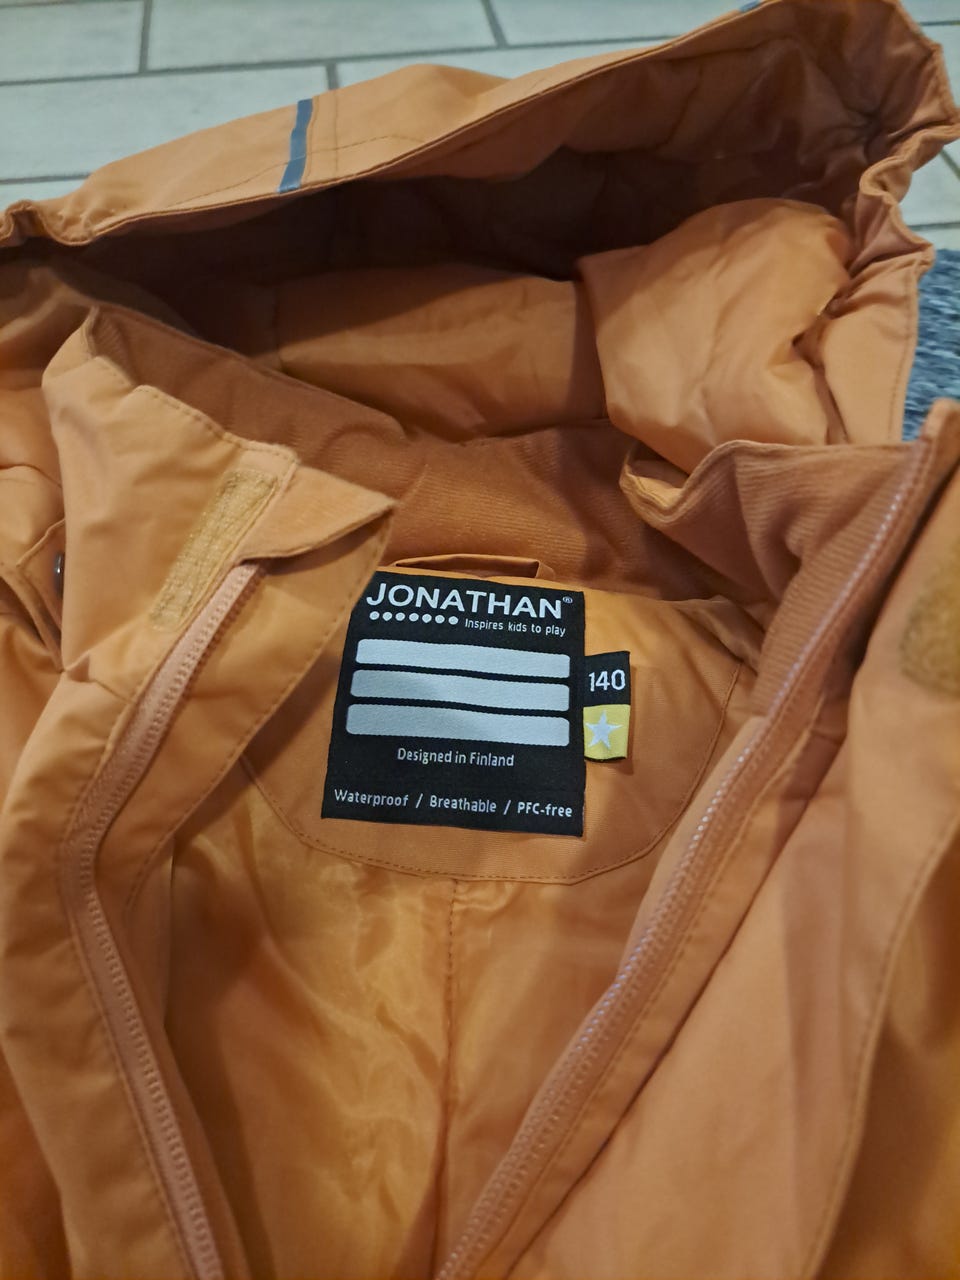 JONATHAN®
Inspires kids to play
140
Designed in Finland
Waterproof / Breathable / PFC-free